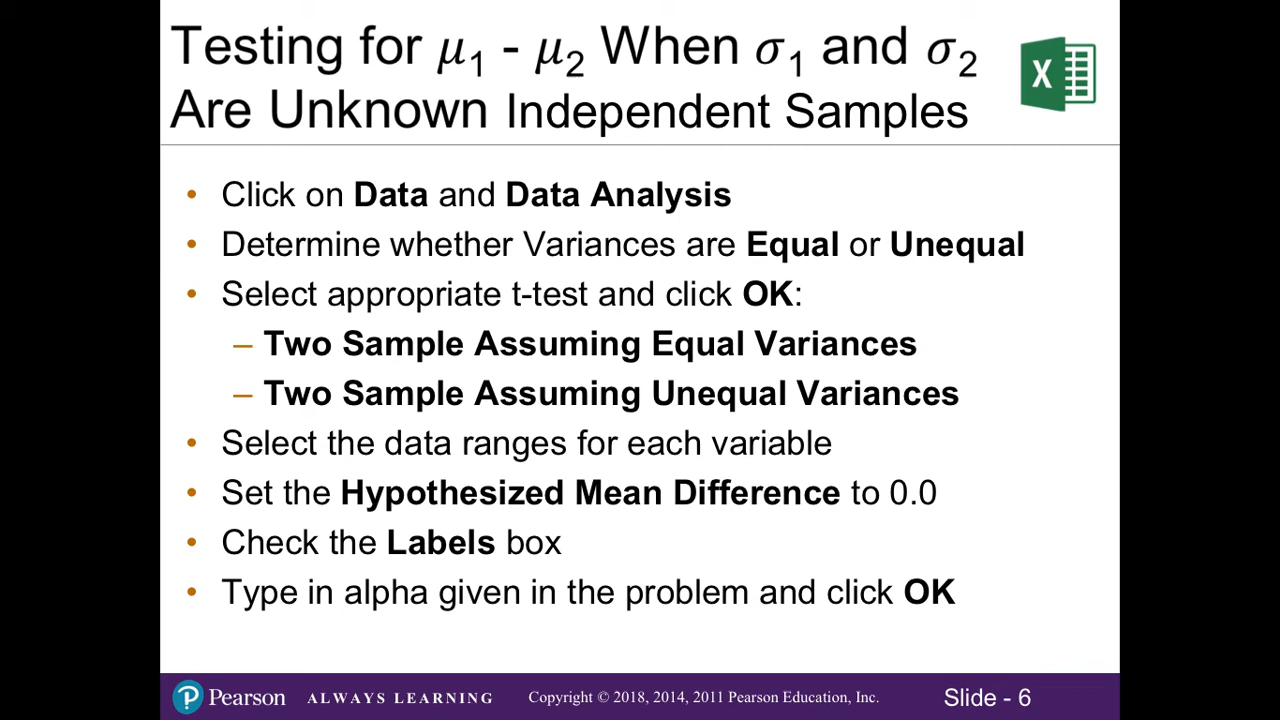 Testing for μ1 - μ2 When σ1 and σ2
Are Unknown Independent Samples
X
• Click on Data and Data Analysis
• Determine whether Variances are Equal or Unequal
• Select appropriate t-test and click OK:
– Two Sample Assuming Equal Variances
– Two Sample Assuming Unequal Variances
• Select the data ranges for each variable
• Set the Hypothesized Mean Difference to 0.0
• Check the Labels box
• Type in alpha given in the problem and click OK
P Pearson ALWAYS LEARNING Copyright © 2018, 2014, 2011 Pearson Education, Inc. Slide - 6